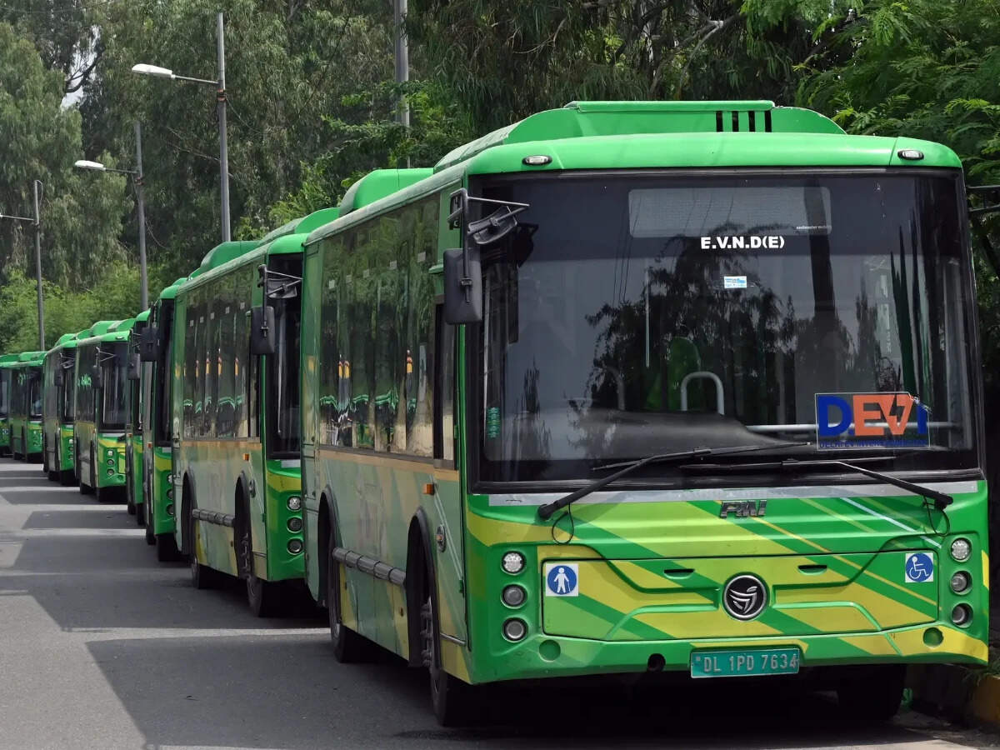 E.V.N.D(E)
DEVI
PMI
DL 1PD 7634